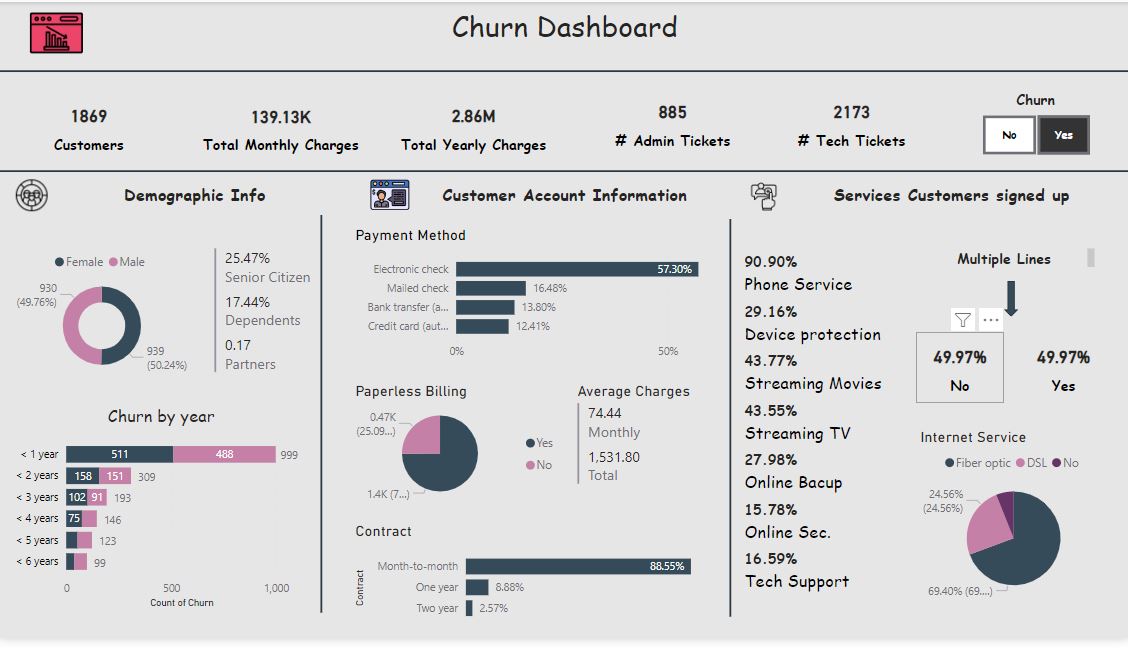 Churn Dashboard
1869
Customers
139.13K
Total Monthly Charges
2.86M
Total Yearly Charges
885
# Admin Tickets
2173
# Tech Tickets
Churn
No
Yes
Demographic Info
Female Male
930
(49.76%)
939
(50.24%)
25.47%
Senior Citizen
17.44%
Dependents
0.17
Partners
Churn by year
< 1 year 511 488 999
< 2 years 158 151 309
< 3 years 102 91 193
< 4 years 75 146
< 5 years 123
< 6 years 99
0 500 1,000
Count of Churn
Customer Account Information
Payment Method
Electronic check 57.30%
Mailed check 16.48%
Bank transfer (a... 13.80%
Credit card (aut... 12.41%
0% 50%
Paperless Billing
0.47K
(25.09...)
1.4K (7...)
Yes
No
Average Charges
74.44
Monthly
1,531.80
Total
Contract
Contract
Month-to-month 88.55%
One year 8.88%
Two year 2.57%
Services Customers signed up
90.90%
Phone Service
29.16%
Device protection
43.77%
Streaming Movies
43.55%
Streaming TV
27.98%
Online Bacup
15.78%
Online Sec.
16.59%
Tech Support
Multiple Lines
49.97%
No
49.97%
Yes
Internet Service
Fiber optic DSL No
24.56%
(24.56%)
69.40% (69....)